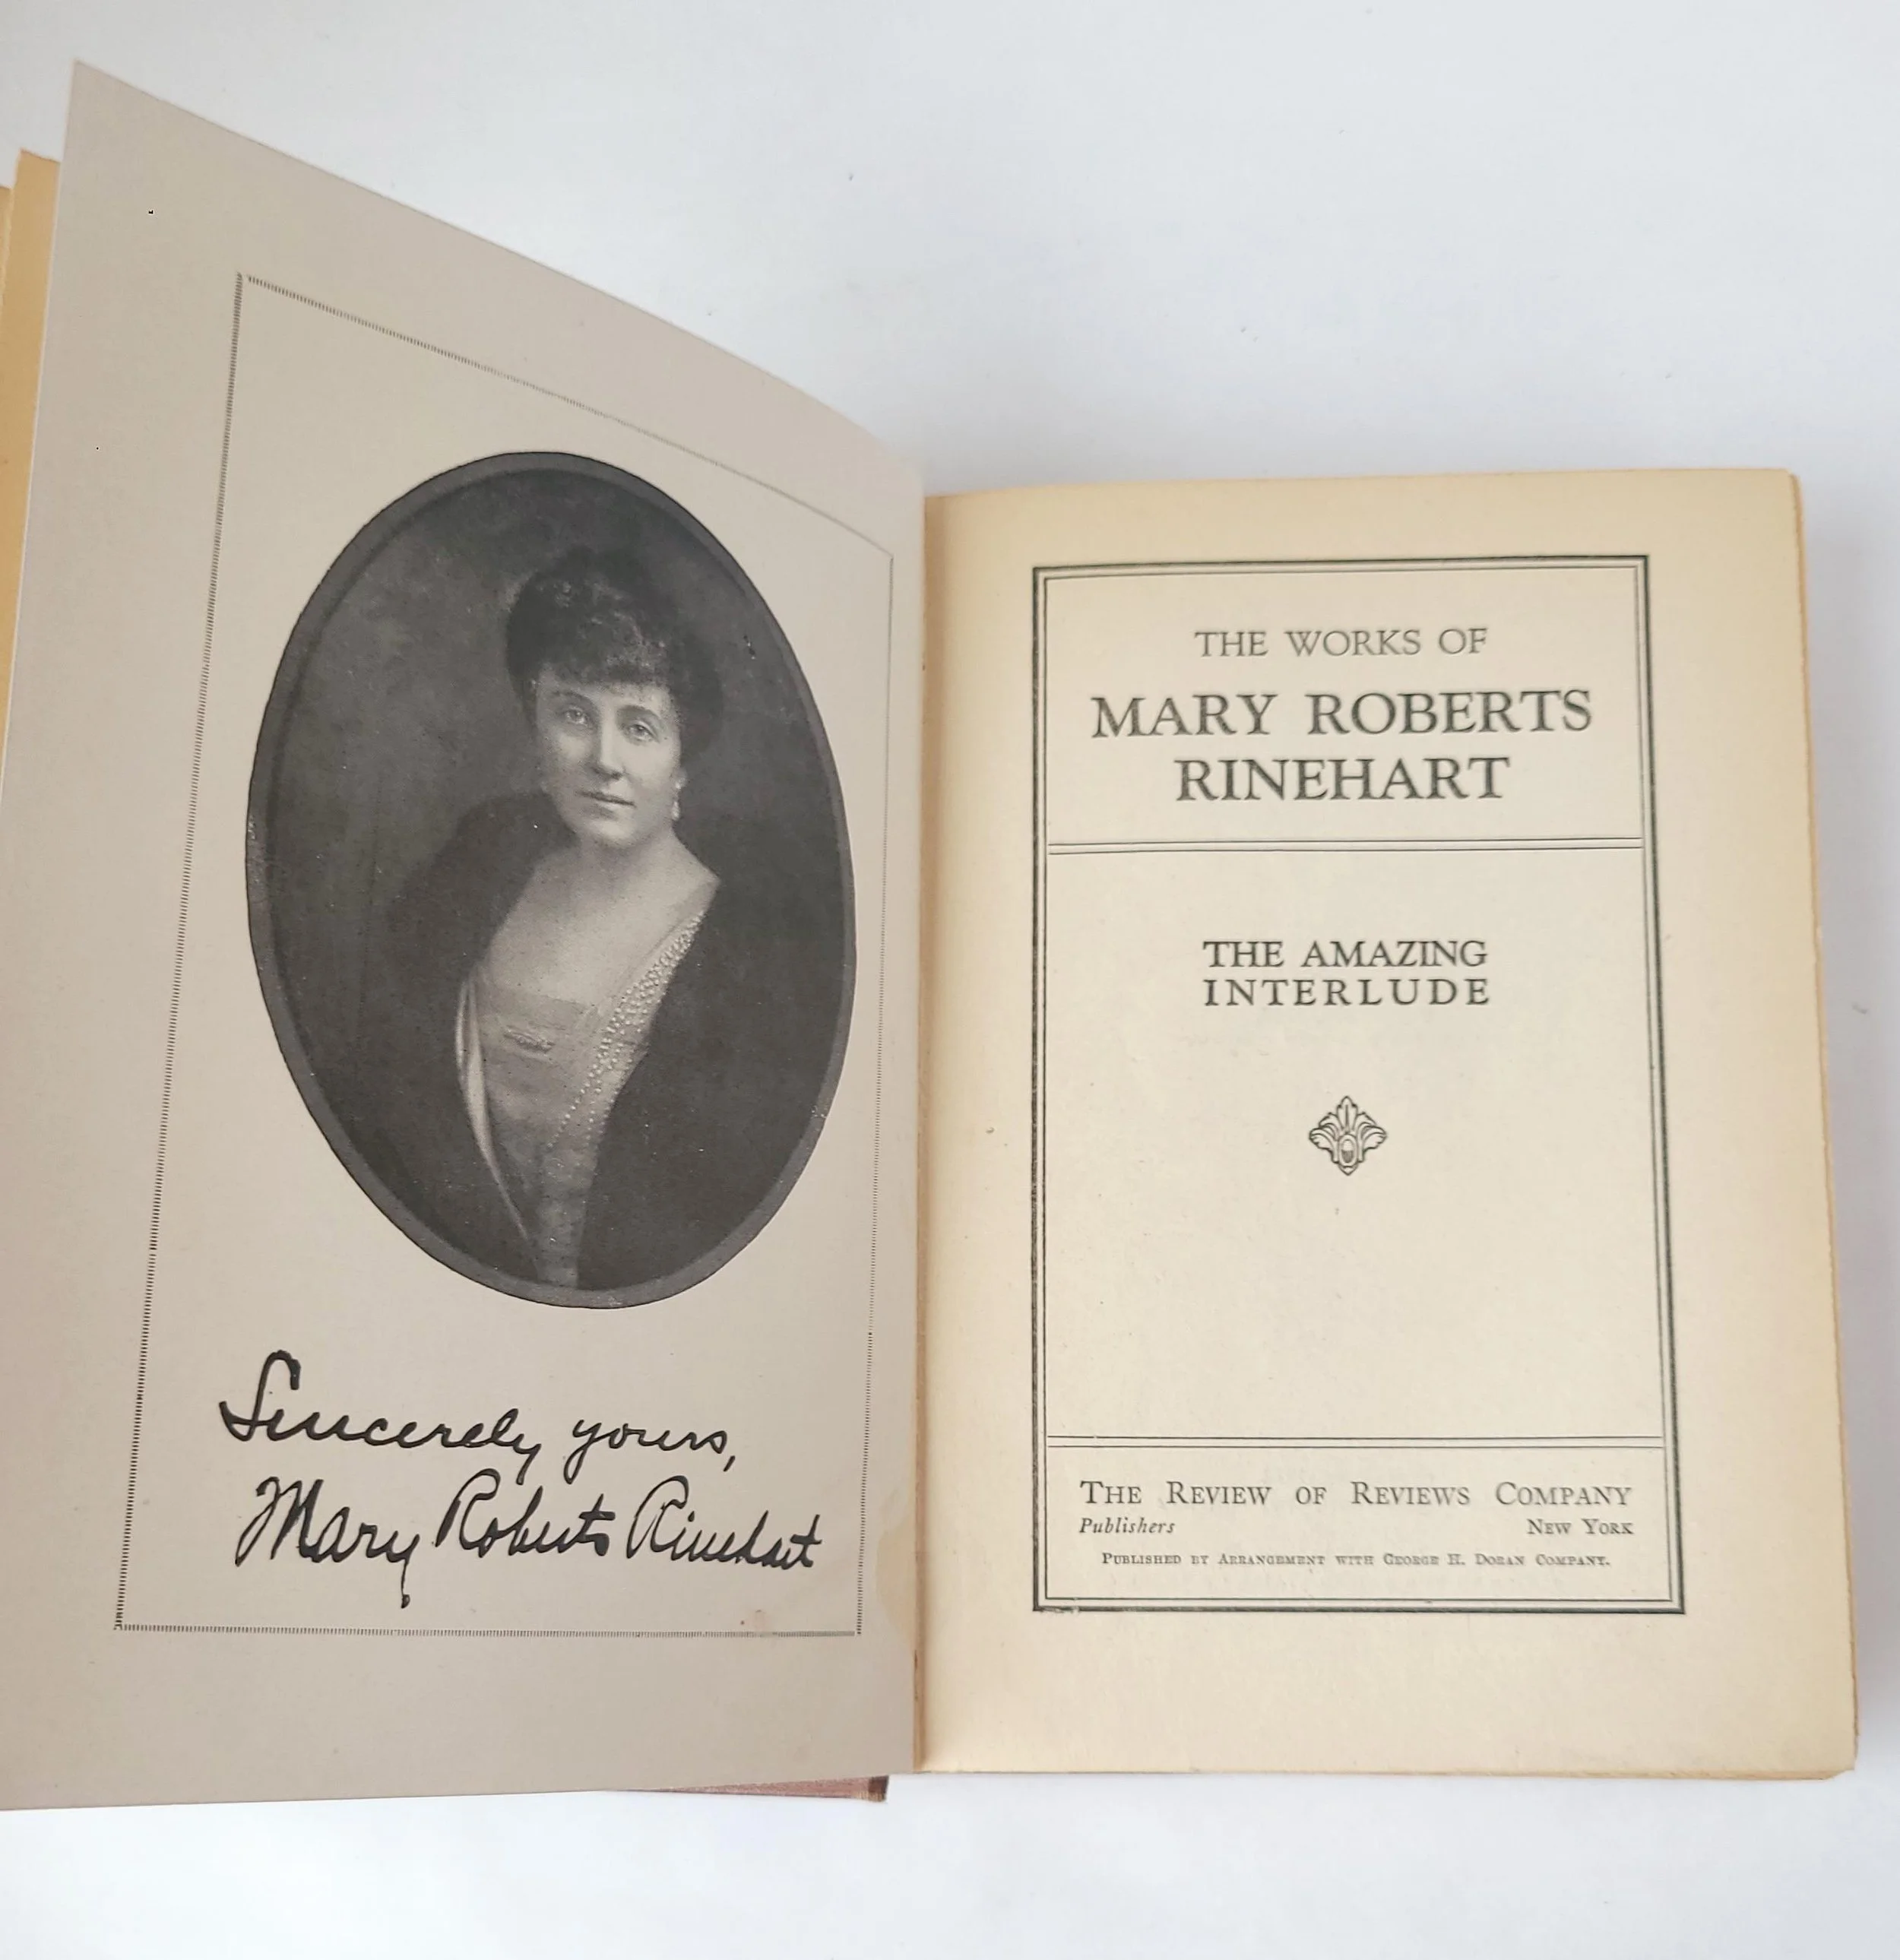 Sincerely yours,
Mary Roberts Rinehart
THE WORKS OF
MARY ROBERTS
RINEHART
THE AMAZING
INTERLUDE
THE REVIEW OF REVIEWS COMPANY
Publishers NEW YORK
PUBLISHED BY ARRANGEMENT WITH GEORGE H. DORAN COMPANY.